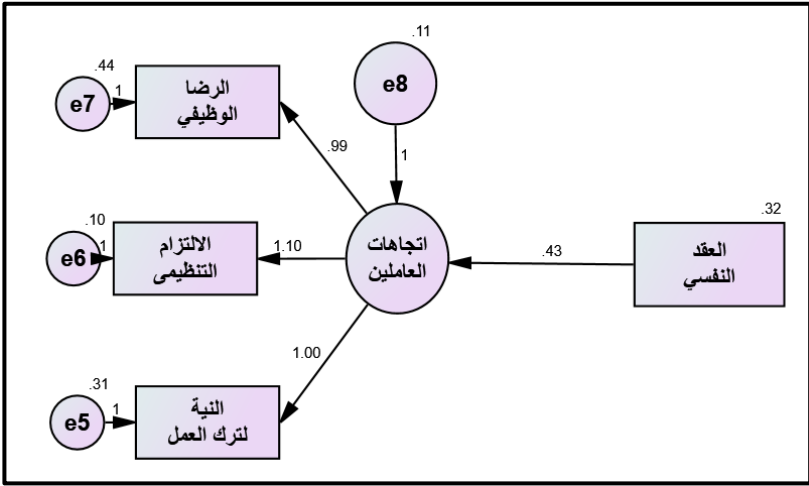 .11
.44
e8
1
e7
الرضا
الوظيفي
.99
1
.10
1
e6
الالتزام
التنظيمى
1.10
اتجاهات
العاملين
.43
.32
العقد
النفسي
1.00
.31
1
e5
النية
لترك العمل